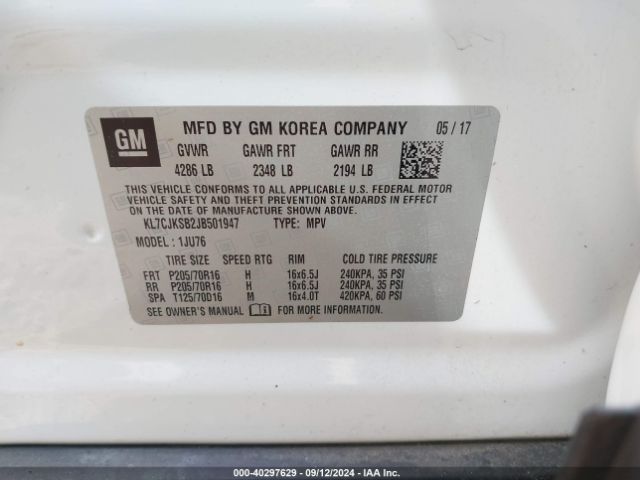 GM
MFD BY GM KOREA COMPANY 05 / 17
GVWR GAWR FRT GAWR RR
4286 LB 2348 LB 2194 LB
THIS VEHICLE CONFORMS TO ALL APPLICABLE U.S. FEDERAL MOTOR
VEHICLE SAFETY AND THEFT PREVENTION STANDARDS IN EFFECT
ON THE DATE OF MANUFACTURE SHOWN ABOVE.
KL7CJKSB2JB501947 TYPE: MPV
MODEL : 1JU76
TIRE SIZE SPEED RTG RIM COLD TIRE PRESSURE
FRT P205/70R16 H 16x6.5J 240KPA, 35 PSI
RR P205/70R16 H 16x6.5J 240KPA, 35 PSI
SPA T125/70D16 M 16x4.0T 420KPA, 60 PSI
SEE OWNER'S MANUAL i FOR MORE INFORMATION
000-40297629 - 09/12/2024 - IAA Inc.